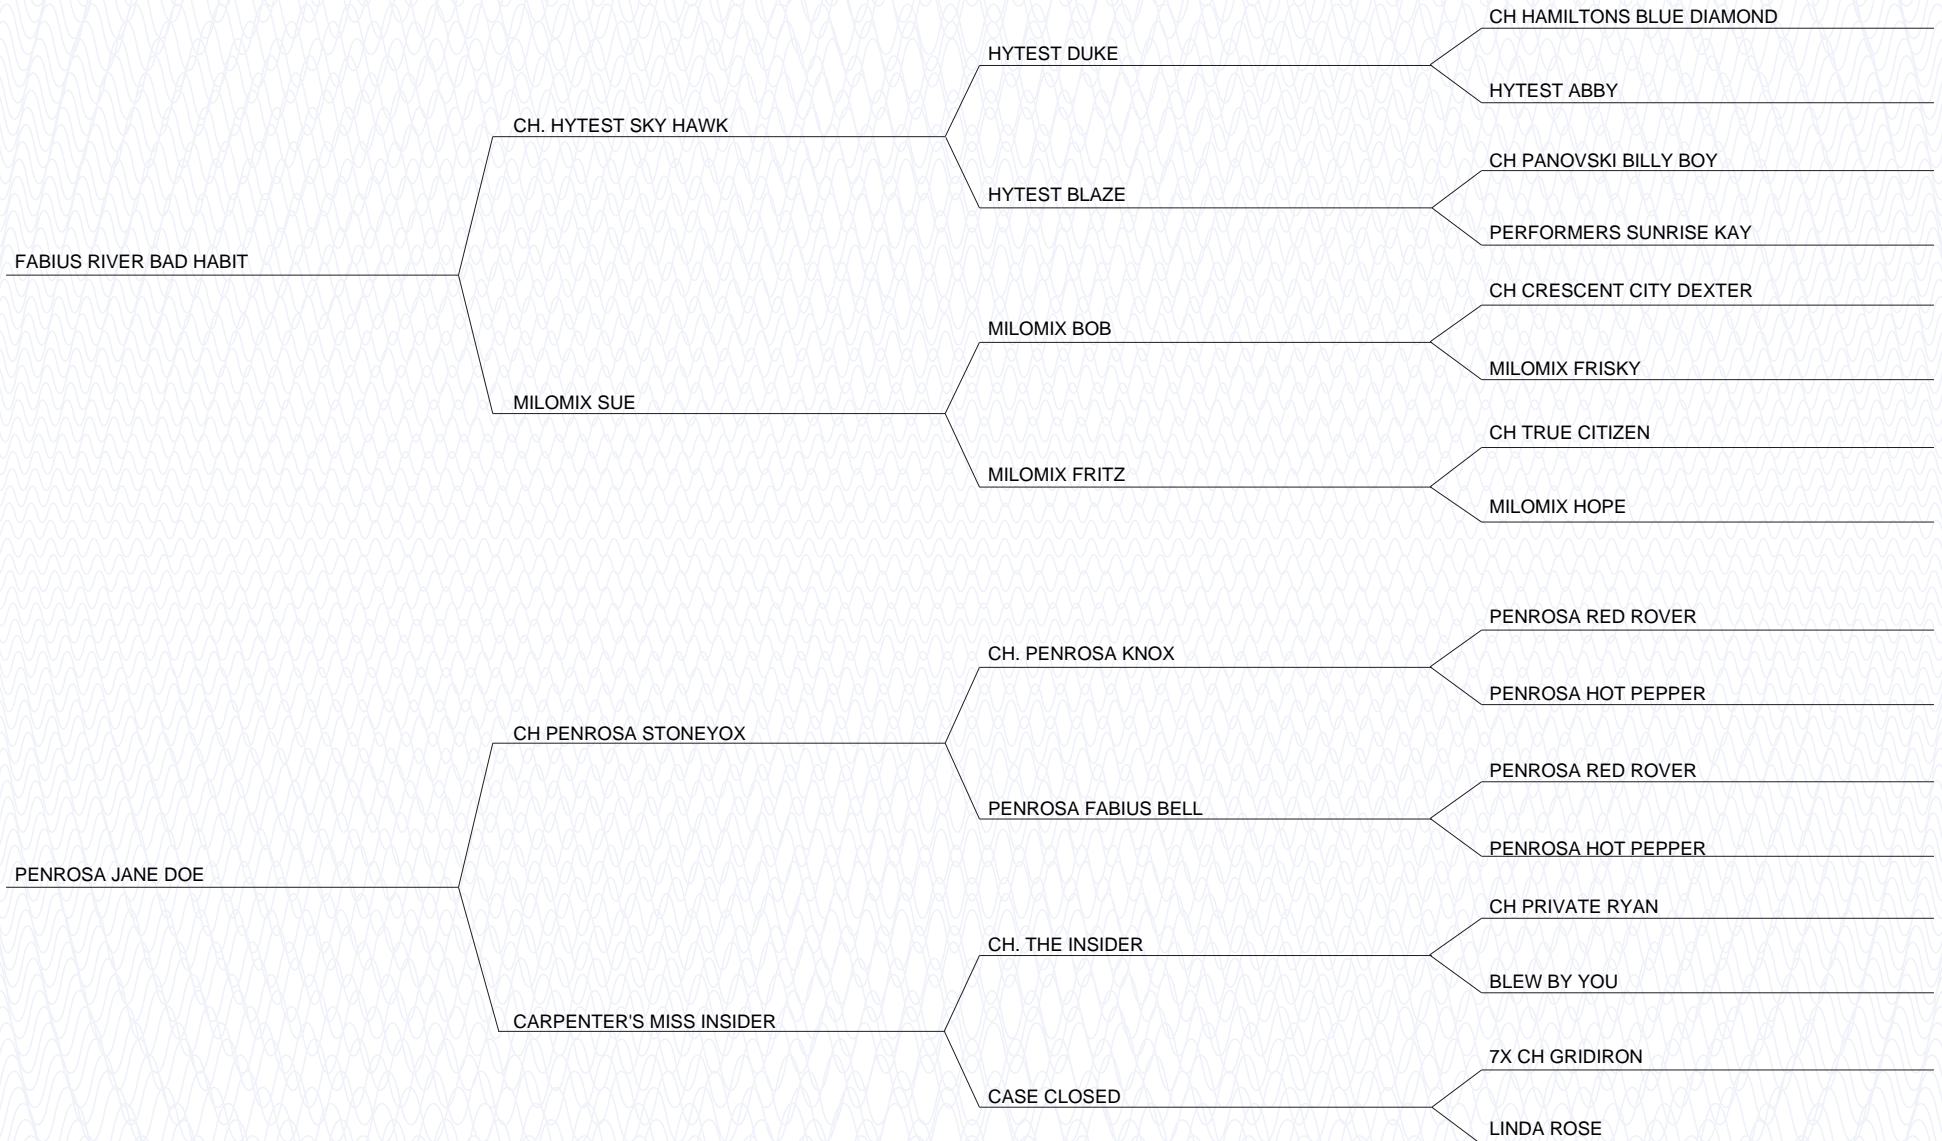 CH HAMILTONS BLUE DIAMOND
HYTEST DUKE
HYTEST ABBY
CH. HYTEST SKY HAWK
CH PANOVSKI BILLY BOY
HYTEST BLAZE
PERFORMERS SUNRISE KAY
FABIUS RIVER BAD HABIT
CH CRESCENT CITY DEXTER
MILOMIX BOB
MILOMIX FRISKY
MILOMIX SUE
CH TRUE CITIZEN
MILOMIX FRITZ
MILOMIX HOPE
PENROSA RED ROVER
CH. PENROSA KNOX
PENROSA HOT PEPPER
CH PENROSA STONEYOX
PENROSA RED ROVER
PENROSA FABIUS BELL
PENROSA HOT PEPPER
PENROSA JANE DOE
CH PRIVATE RYAN
CH. THE INSIDER
BLEW BY YOU
CARPENTER'S MISS INSIDER
7X CH GRIDIRON
CASE CLOSED
LINDA ROSE